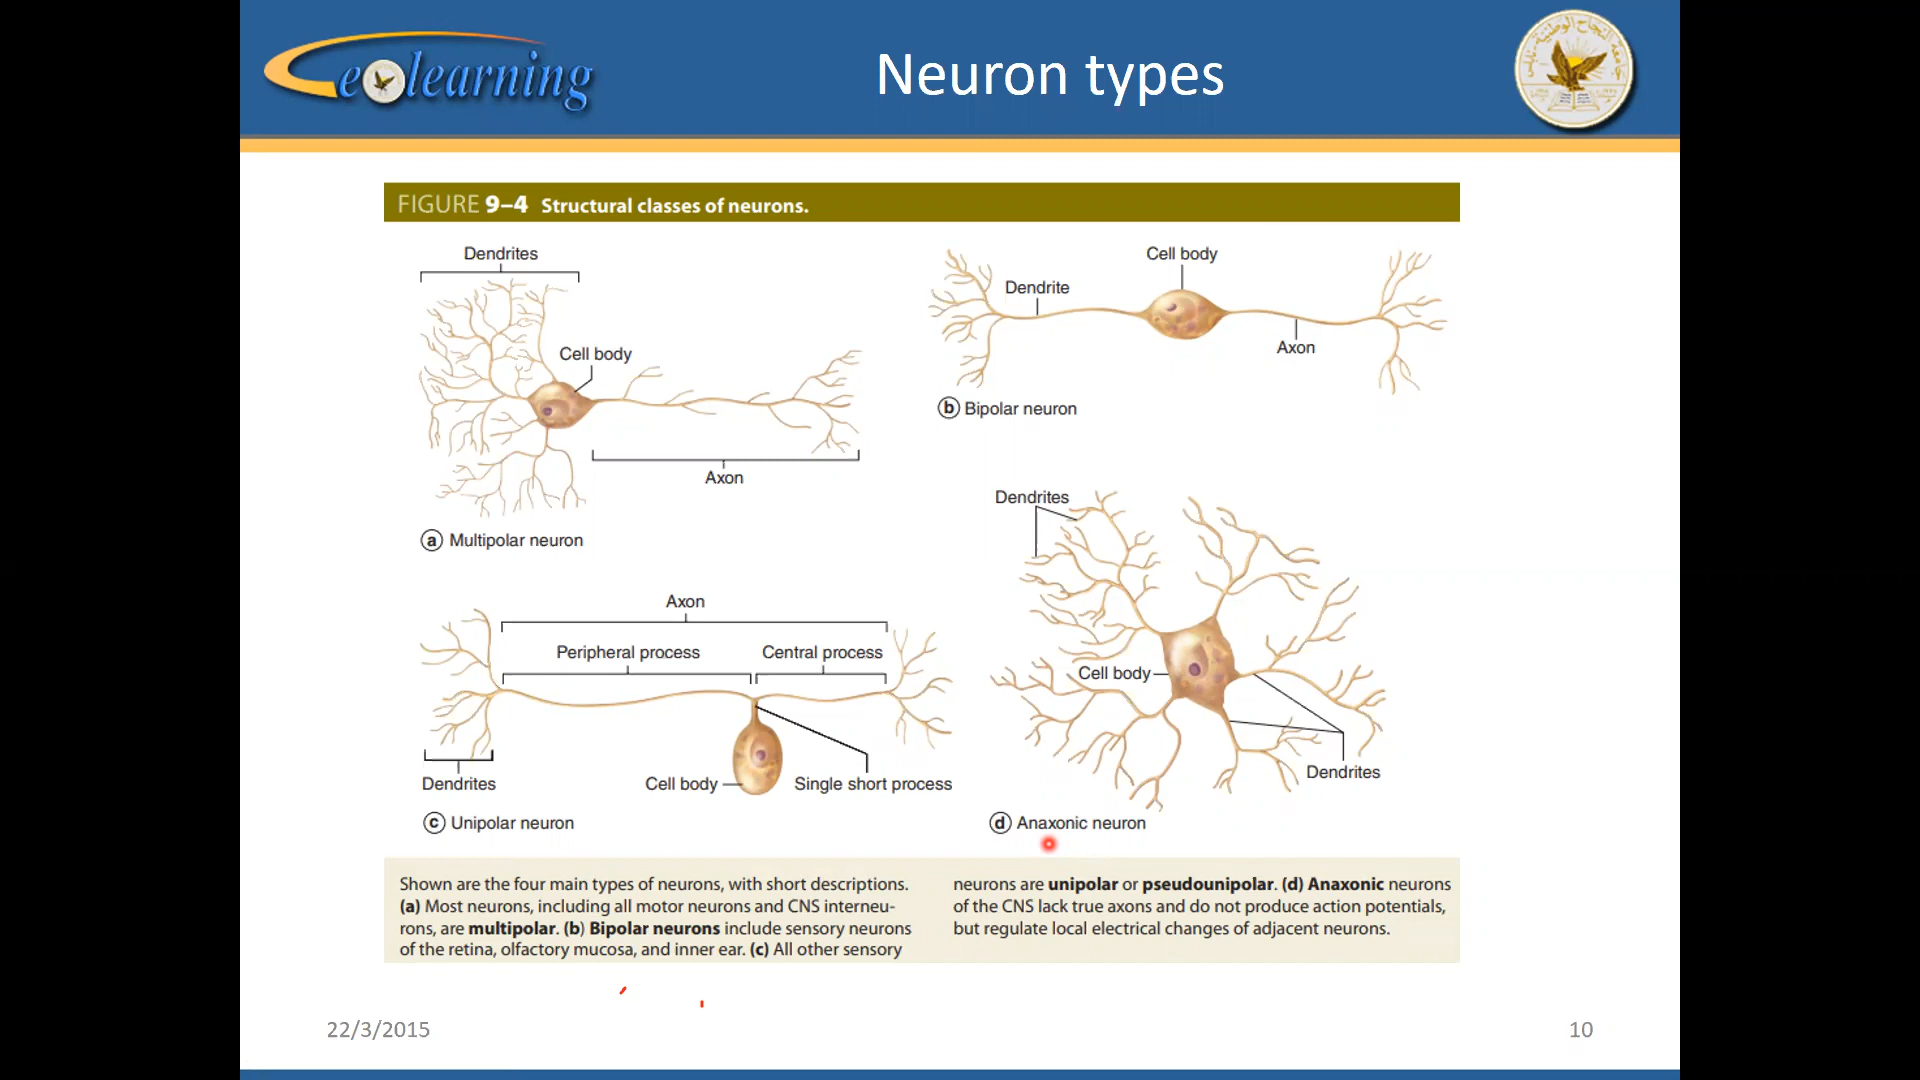 eolearning
Neuron types
FIGURE 9–4 Structural classes of neurons.
Dendrites
Cell body
Axon
a Multipolar neuron
Cell body
Dendrite
Axon
b Bipolar neuron
Axon
Peripheral process
Central process
Dendrites
Cell body
Single short process
c Unipolar neuron
Dendrites
Cell body
Dendrites
d Anaxonic neuron
Shown are the four main types of neurons, with short descriptions.
(a) Most neurons, including all motor neurons and CNS interneu-
rons, are multipolar. (b) Bipolar neurons include sensory neurons
of the retina, olfactory mucosa, and inner ear. (c) All other sensory
neurons are unipolar or pseudounipolar. (d) Anaxonic neurons
of the CNS lack true axons and do not produce action potentials,
but regulate local electrical changes of adjacent neurons.
22/3/2015
10